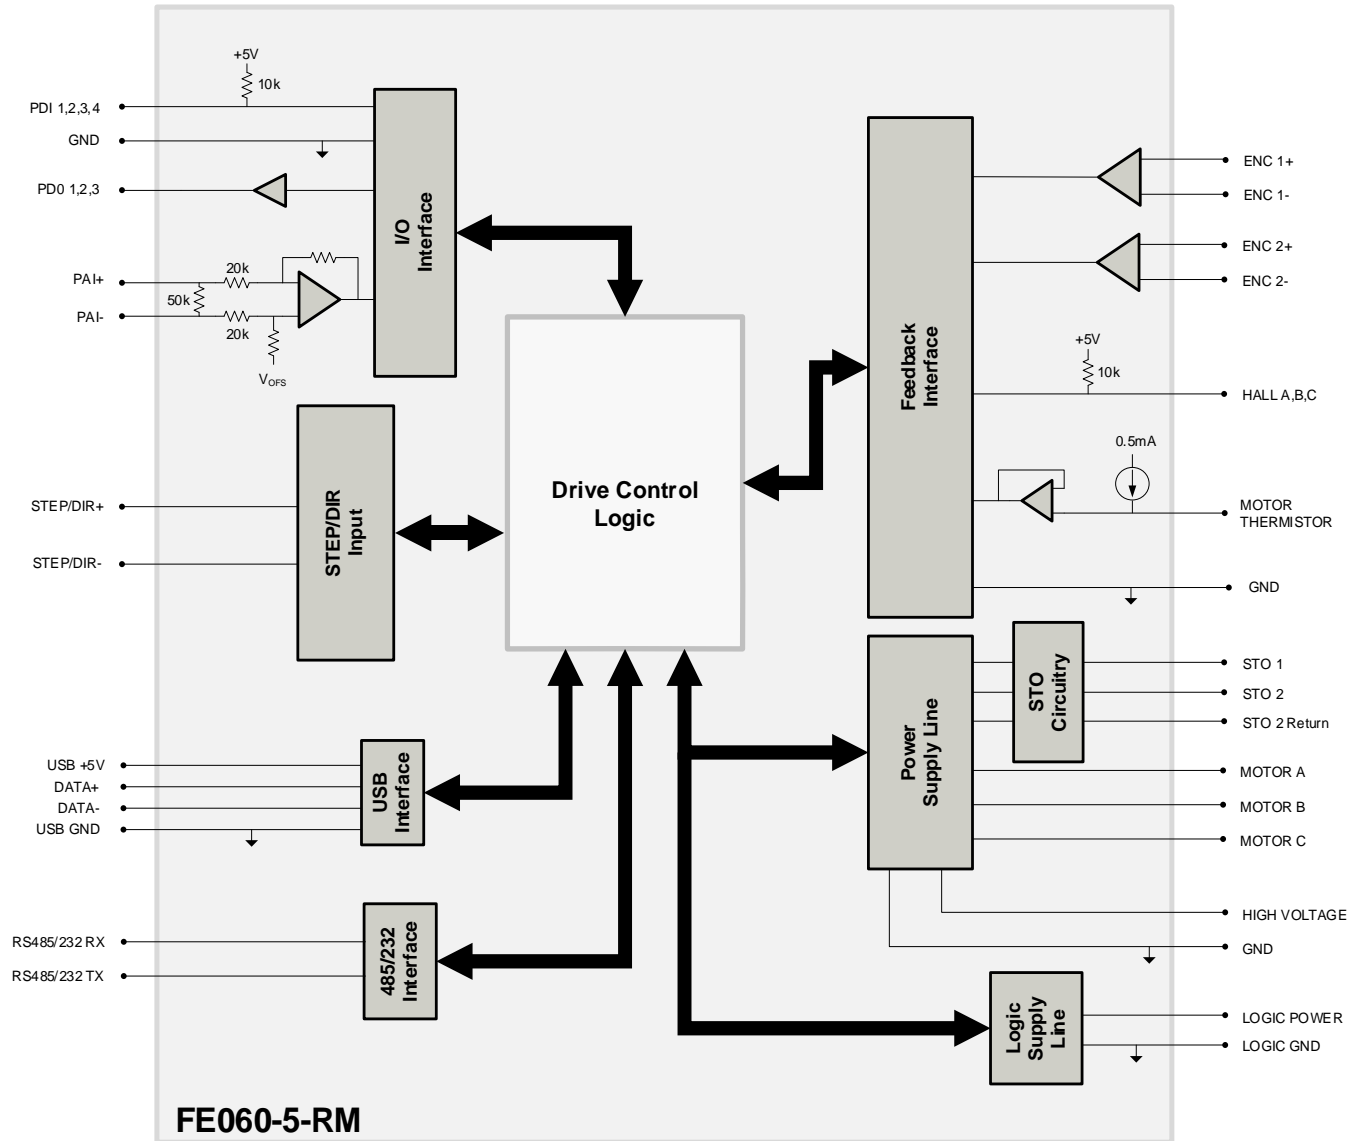 +5V
10k
PDI 1,2,3,4
GND
PD0 1,2,3
I/O
Interface
PAI+
20k
50k
PAI-
20k
VOFS
STEP/DIR+
STEP/DIR-
STEP/DIR
Input
Drive Control
Logic
USB +5V
DATA+
DATA-
USB GND
USB
Interface
RS485/232 RX
RS485/232 TX
485/232
Interface
Feedback
Interface
ENC 1+
ENC 1-
ENC 2+
ENC 2-
+5V
10k
HALL A,B,C
0.5mA
MOTOR
THERMISTOR
GND
STO
Circuitry
STO 1
STO 2
STO 2 Return
Power
Supply Line
MOTOR A
MOTOR B
MOTOR C
HIGH VOLTAGE
GND
Logic
Supply
Line
LOGIC POWER
LOGIC GND
FE060-5-RM